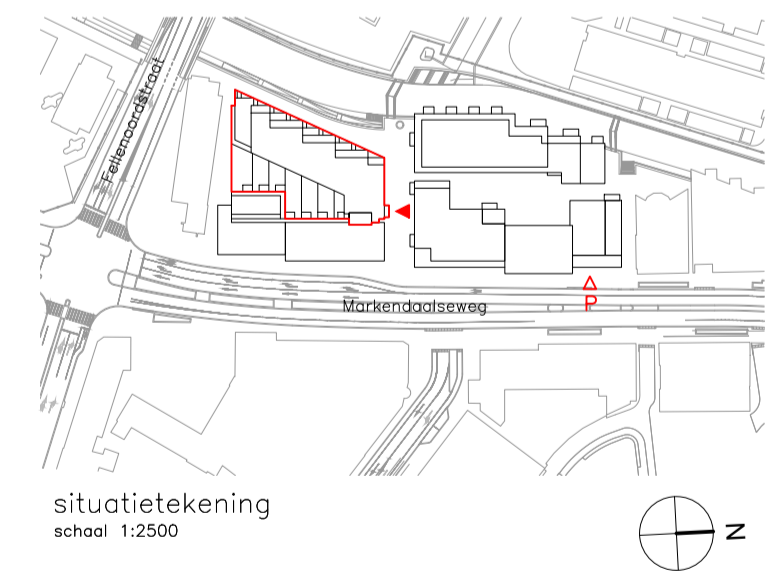 Fellenoordstraat
Markendaalseweg
P
situatietekening
schaal 1:2500
N